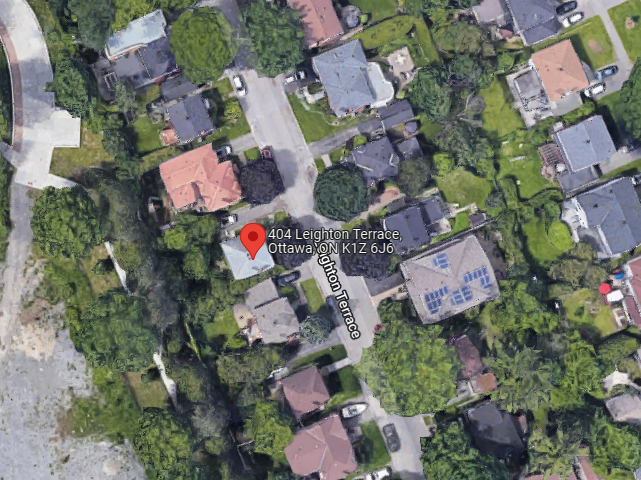 404 Leighton Terrace,
Ottawa, ON K1Z 6J6
Leighton Terrace